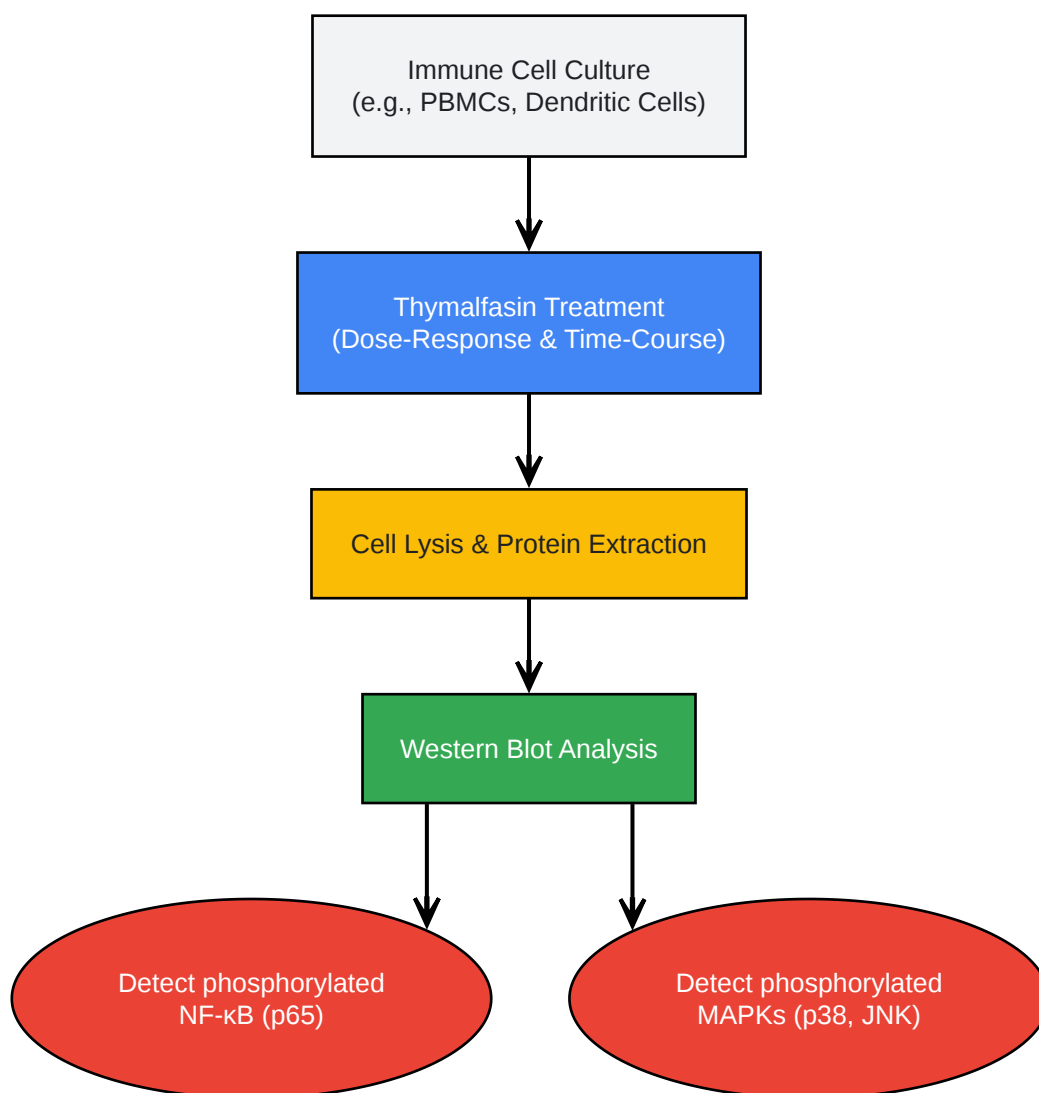 Immune Cell Culture
(e.g., PBMCs, Dendritic Cells)
Thymalfasin Treatment
(Dose-Response & Time-Course)
Cell Lysis & Protein Extraction
Western Blot Analysis
Detect phosphorylated
NF-κB (p65)
Detect phosphorylated
MAPKs (p38, JNK)